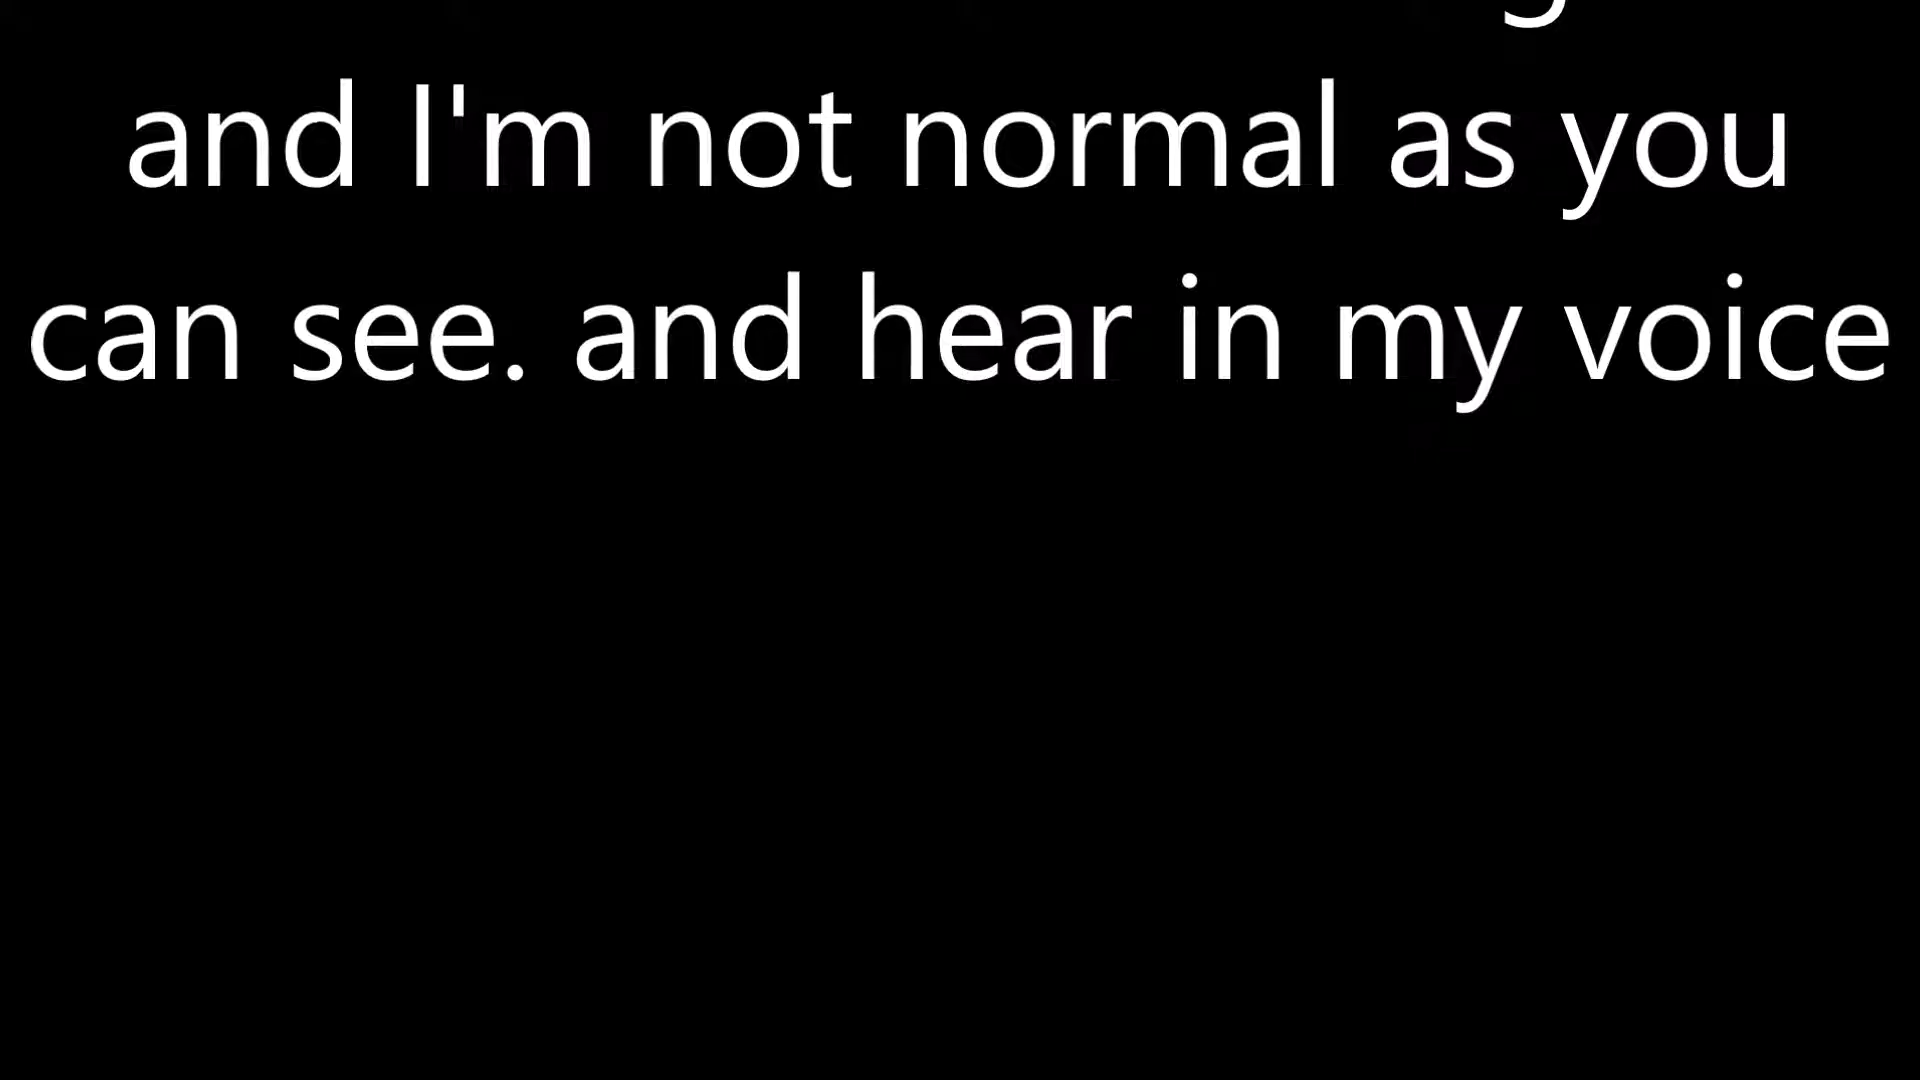 and I'm not normal as you
can see. and hear in my voice